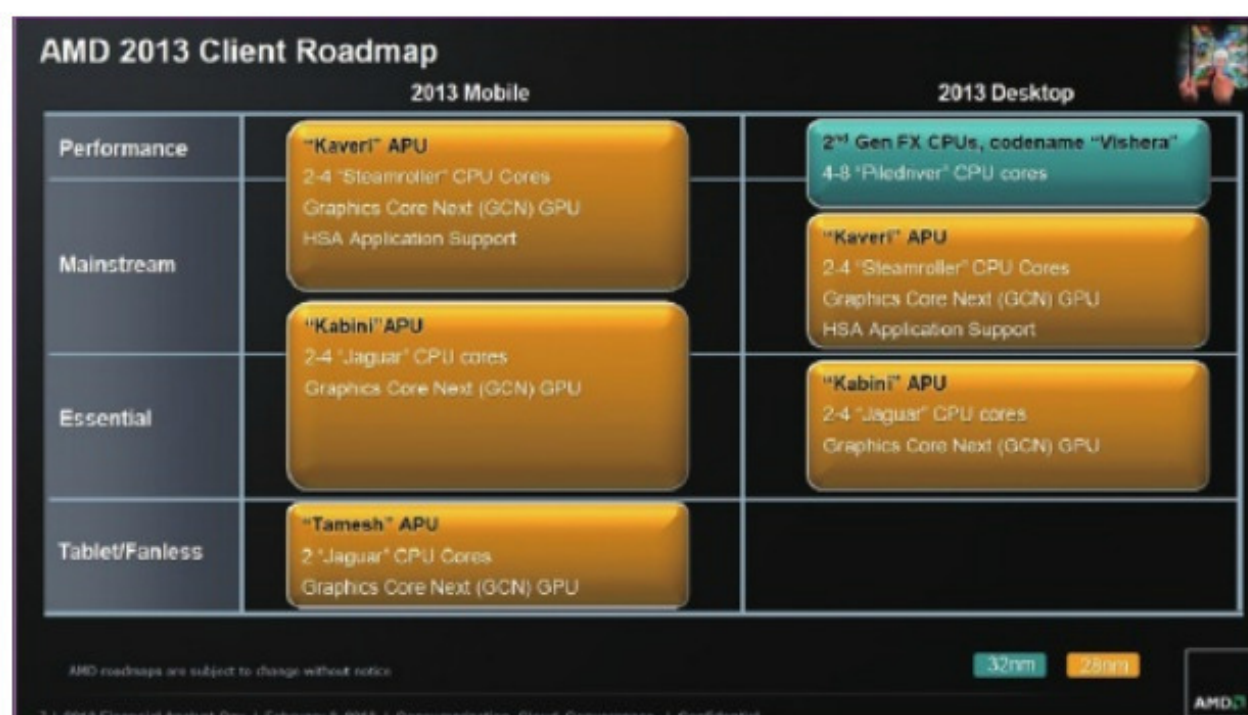 AMD 2013 Client Roadmap
2013 Mobile
2013 Desktop
Performance
"Kaveri" APU
2-4 "Steamroller" CPU Cores
Graphics Core Next (GCN) GPU
HSA Application Support
2nd Gen FX CPUs, codename "Vishera"
4-8 "Piledriver" CPU cores
Mainstream
"Kaveri" APU
2-4 "Steamroller" CPU Cores
Graphics Core Next (GCN) GPU
HSA Application Support
"Kabini"APU
2-4 "Jaguar" CPU cores
Graphics Core Next (GCN) GPU
Essential
"Kabini" APU
2-4 "Jaguar" CPU cores
Graphics Core Next (GCN) GPU
Tablet/Fanless
"Tamesh" APU
2 "Jaguar" CPU Cores
Graphics Core Next (GCN) GPU
AMD roadmaps are subject to change without notice
32nm
28nm
AMD